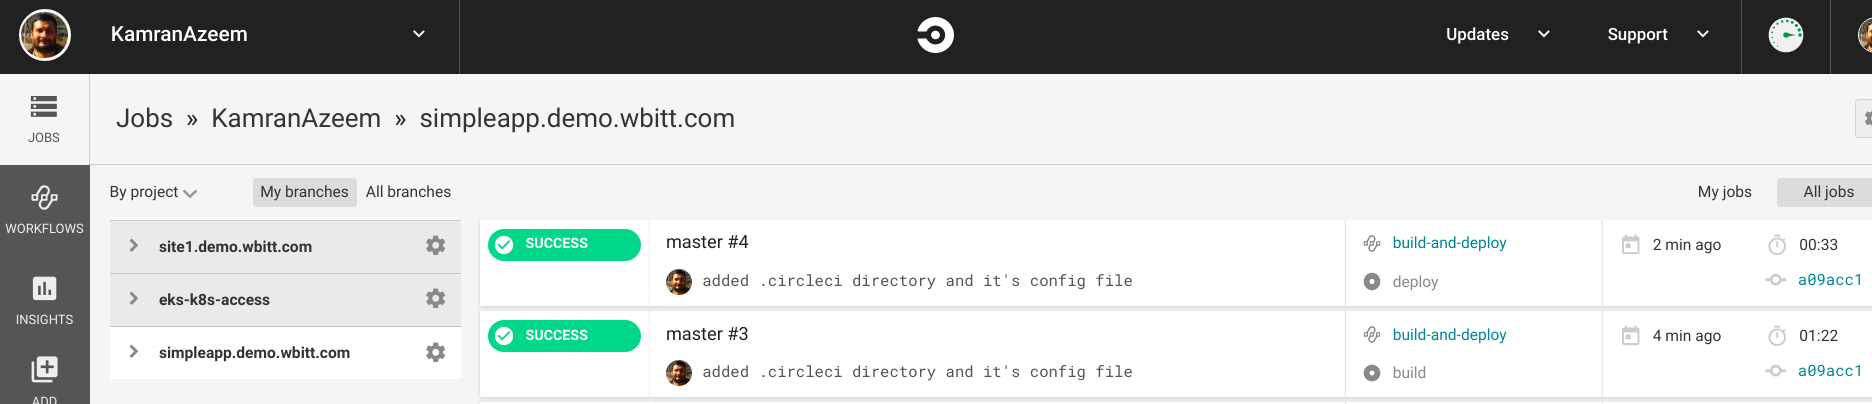 KamranAzeem Updates Support
JOBS
Jobs » KamranAzeem » simpleapp.demo.wbitt.com
WORKFLOWS
INSIGHTS
ADD
By project My branches All branches My jobs All jobs
site1.demo.wbitt.com
eks-k8s-access
simpleapp.demo.wbitt.com
SUCCESS master #4 build-and-deploy 2 min ago 00:33
added .circleci directory and it's config file deploy a09acc1
SUCCESS master #3 build-and-deploy 4 min ago 01:22
added .circleci directory and it's config file build a09acc1